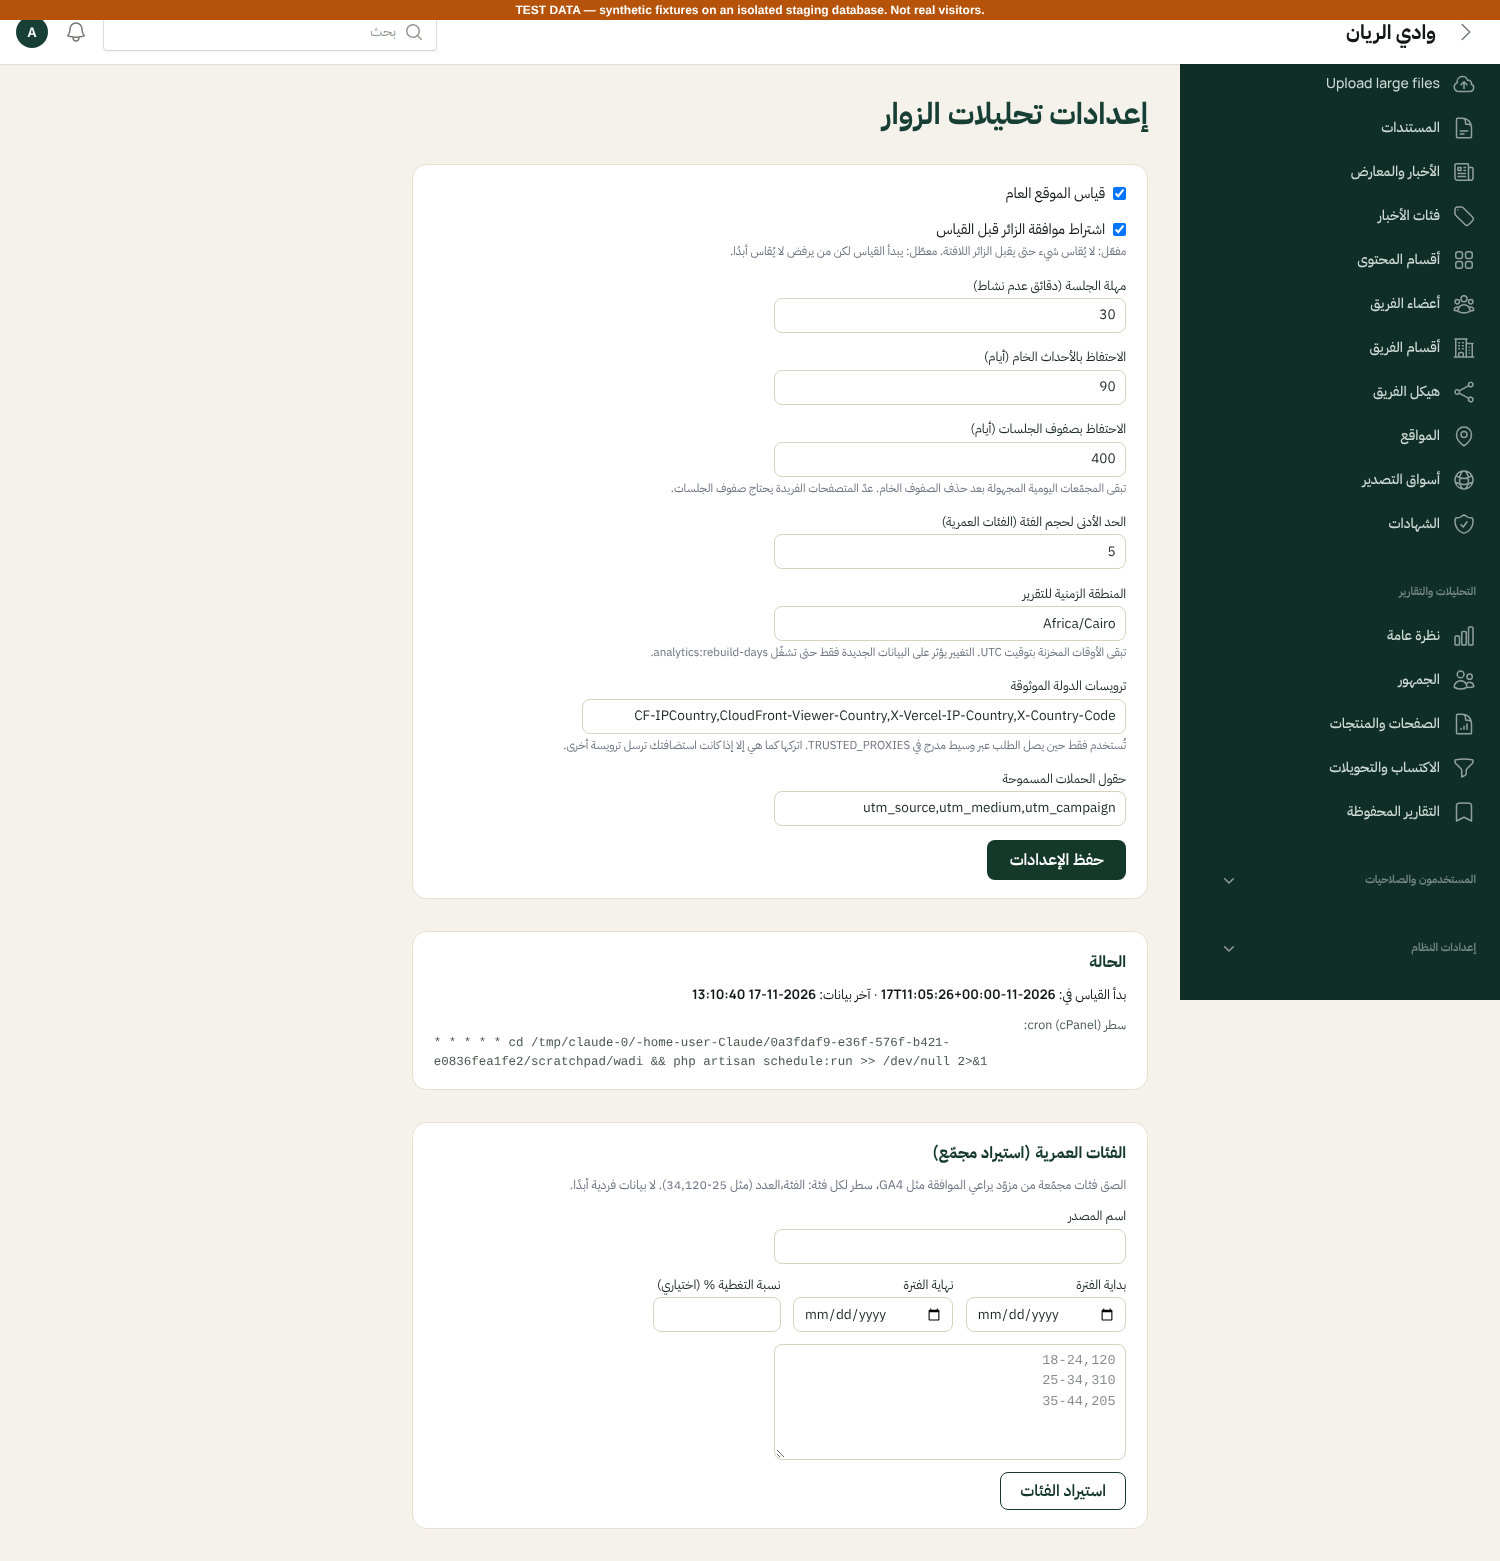 TEST DATA — synthetic fixtures on an isolated staging database. Not real visitors.
وادي الريان
بحث
A
Upload large files
المستندات
الأخبار والمعارض
فئات الأخبار
أقسام المحتوى
أعضاء الفريق
أقسام الفريق
هيكل الفريق
المواقع
أسواق التصدير
الشهادات
التحليلات والتقارير
نظرة عامة
الجمهور
الصفحات والمنتجات
الاكتساب والتحويلات
التقارير المحفوظة
المستخدمون والصلاحيات
إعدادات النظام
إعدادات تحليلات الزوار
قياس الموقع العام
اشتراط موافقة الزائر قبل القياس
مفعّل: لا يُقاس شيء حتى يقبل الزائر اللافتة. معطّل: يبدأ القياس لكن من يرفض لا يُقاس أبدًا.
مهلة الجلسة (دقائق عدم نشاط)
30
الاحتفاظ بالأحداث الخام (أيام)
90
الاحتفاظ بصفوف الجلسات (أيام)
400
تبقى المجمّعات اليومية المجهولة بعد حذف الصفوف الخام. عدّ المتصفحات الفريدة يحتاج صفوف الجلسات.
الحد الأدنى لحجم الفئة (الفئات العمرية)
5
المنطقة الزمنية للتقرير
Africa/Cairo
تبقى الأوقات المخزنة بتوقيت UTC. التغيير يؤثر على البيانات الجديدة فقط حتى تشغّل analytics:rebuild-days.
ترويسات الدولة الموثوقة
CF-IPCountry,CloudFront-Viewer-Country,X-Vercel-IP-Country,X-Country-Code
تُستخدم فقط حين يصل الطلب عبر وسيط مدرج في TRUSTED_PROXIES. اتركها كما هي إلا إذا كانت استضافتك ترسل ترويسة أخرى.
حقول الحملات المسموحة
utm_source,utm_medium,utm_campaign
حفظ الإعدادات
الحالة
بدأ القياس في: 2026-11-17T11:05:26+00:00 · آخر بيانات: 2026-11-17 13:10:40
سطر cron (cPanel):
* * * * * cd /tmp/claude-0/-home-user-Claude/0a3fdaf9-e36f-576f-b421-
e0836fea1fe2/scratchpad/wadi && php artisan schedule:run >> /dev/null 2>&1
الفئات العمرية (استيراد مجمّع)
الصق فئات مجمّعة من مزوّد يراعي الموافقة مثل GA4، سطر لكل فئة: الفئة،العدد (مثل 25-34,120). لا بيانات فردية أبدًا.
اسم المصدر
بداية الفترة
نهاية الفترة
نسبة التغطية % (اختياري)
mm/dd/yyyy
mm/dd/yyyy
18-24,120
25-34,310
35-44,205
استيراد الفئات